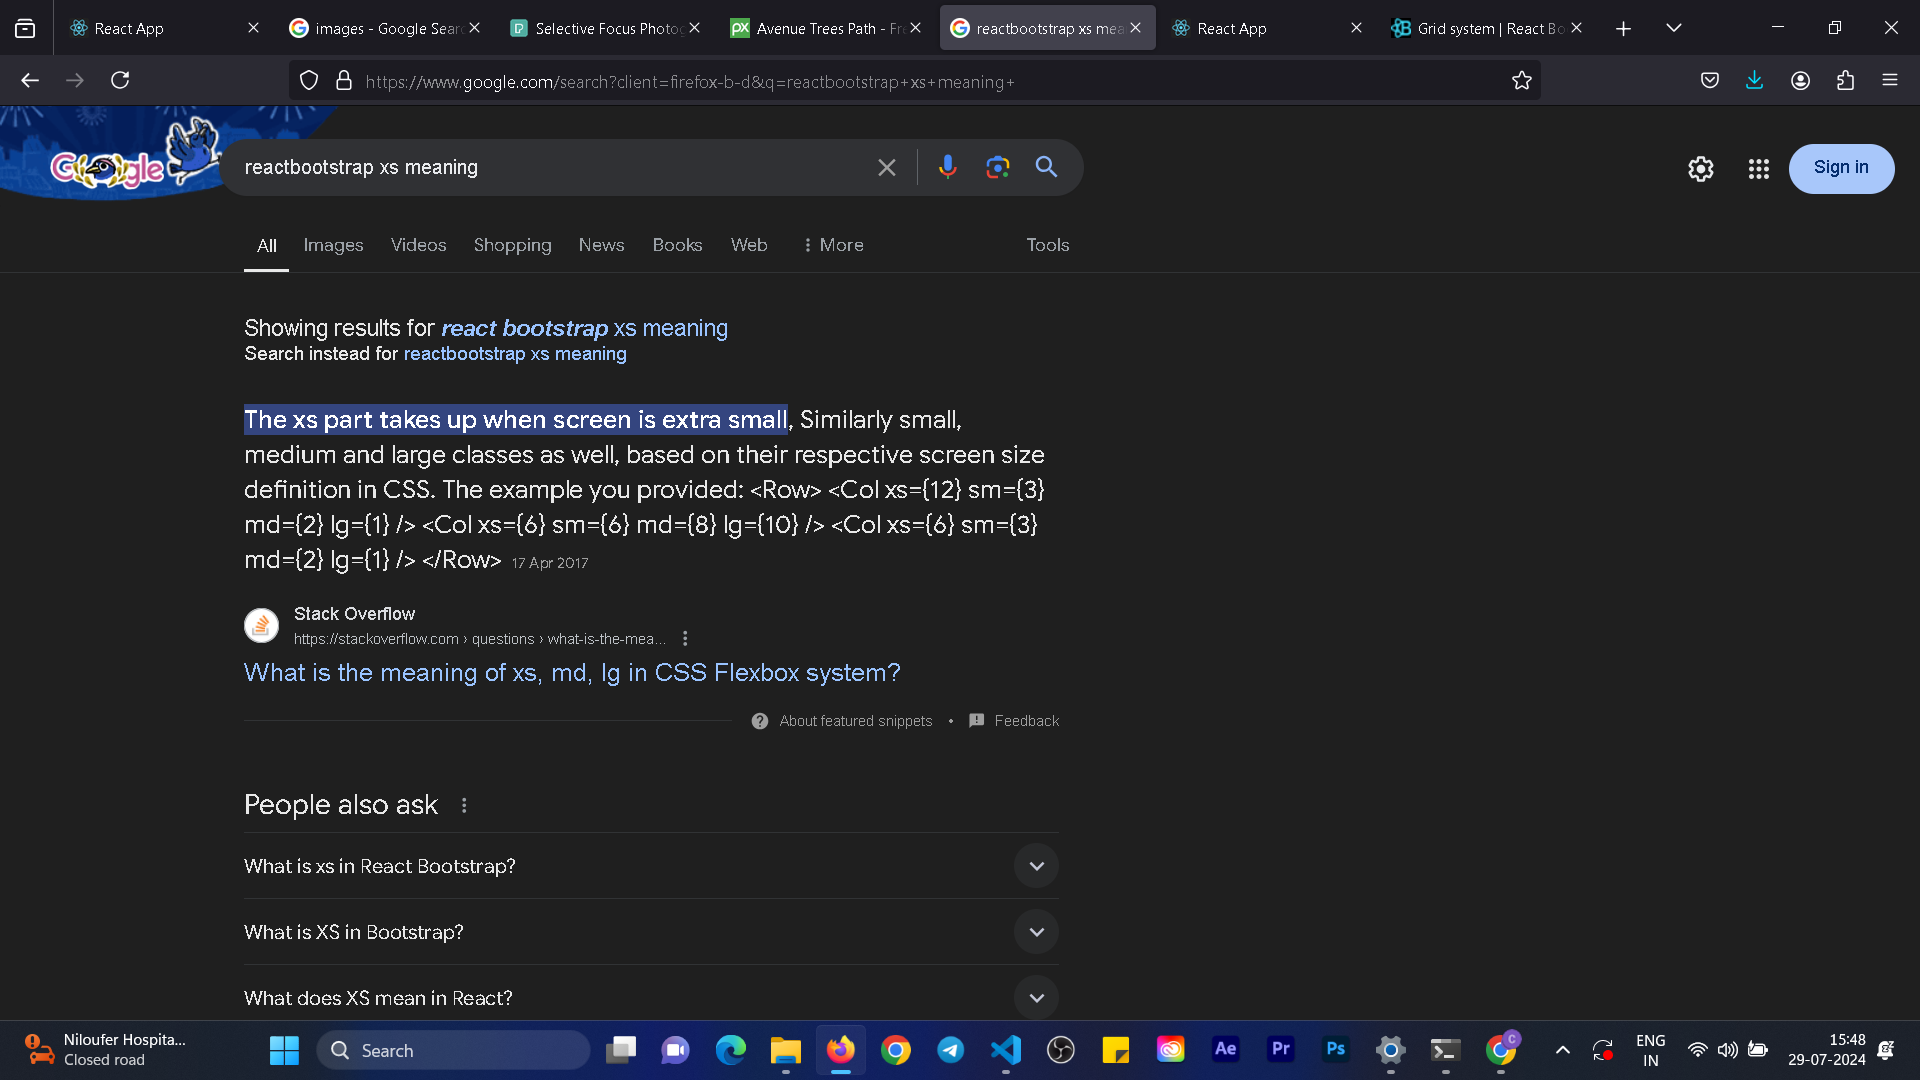 React App
images - Google Sear
Selective Focus Photog
Avenue Trees Path - Fre
reactbootstrap xs mea
React App
Grid system | React Bo
https://www.google.com/search?client=firefox-b-d&q=reactbootstrap+xs+meaning+
Google
reactbootstrap xs meaning
Sign in
All
Images
Videos
Shopping
News
Books
Web
More
Tools
Showing results for react bootstrap xs meaning
Search instead for reactbootstrap xs meaning
The xs part takes up when screen is extra small, Similarly small,
medium and large classes as well, based on their respective screen size
definition in CSS. The example you provided: <Row> <Col xs={12} sm={3}
md={2} lg={1} /> <Col xs={6} sm={6} md={8} lg={10} /> <Col xs={6} sm={3}
md={2} lg={1} /> </Row> 17 Apr 2017
Stack Overflow
https://stackoverflow.com › questions › what-is-the-mea...
What is the meaning of xs, md, lg in CSS Flexbox system?
About featured snippets • Feedback
People also ask
What is xs in React Bootstrap?
What is XS in Bootstrap?
What does XS mean in React?
Niloufer Hospita...
Closed road
Search
Ae
Pr
Ps
C
ENG
IN
15:48
29-07-2024